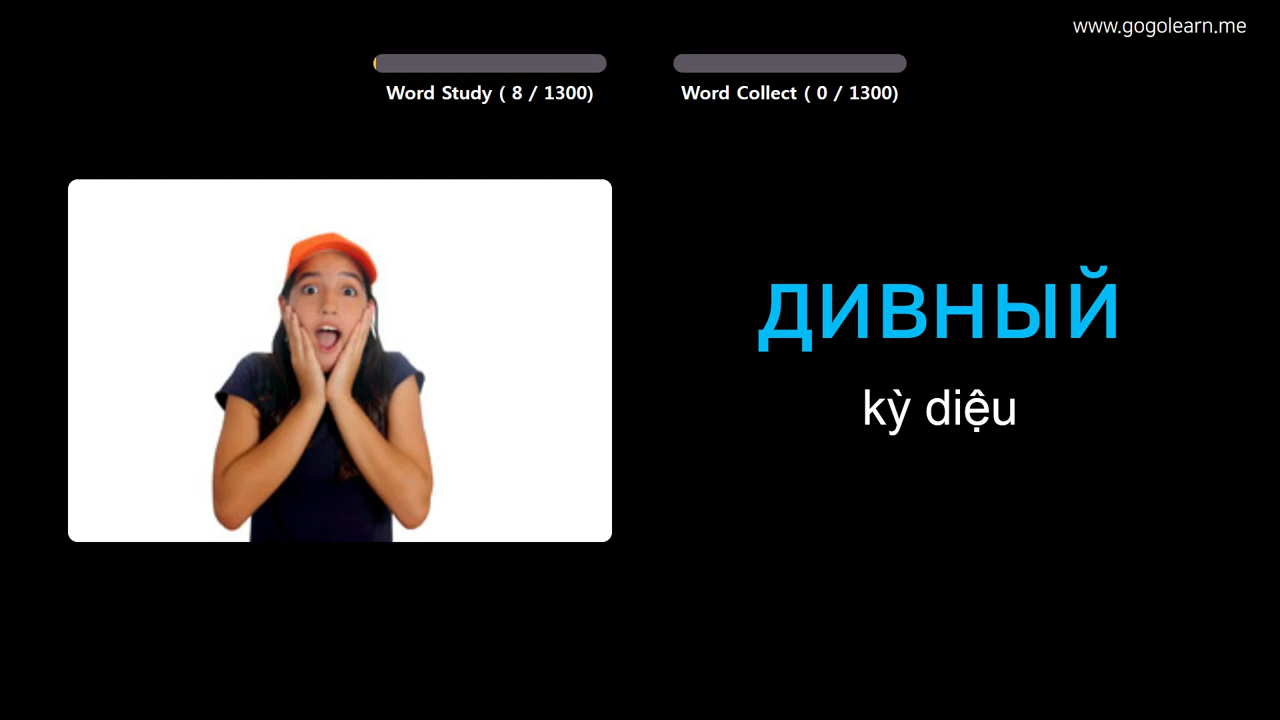 www.gogolearn.me
Word Study ( 8 / 1300)
Word Collect ( 0 / 1300)
дивный
kỳ diệu